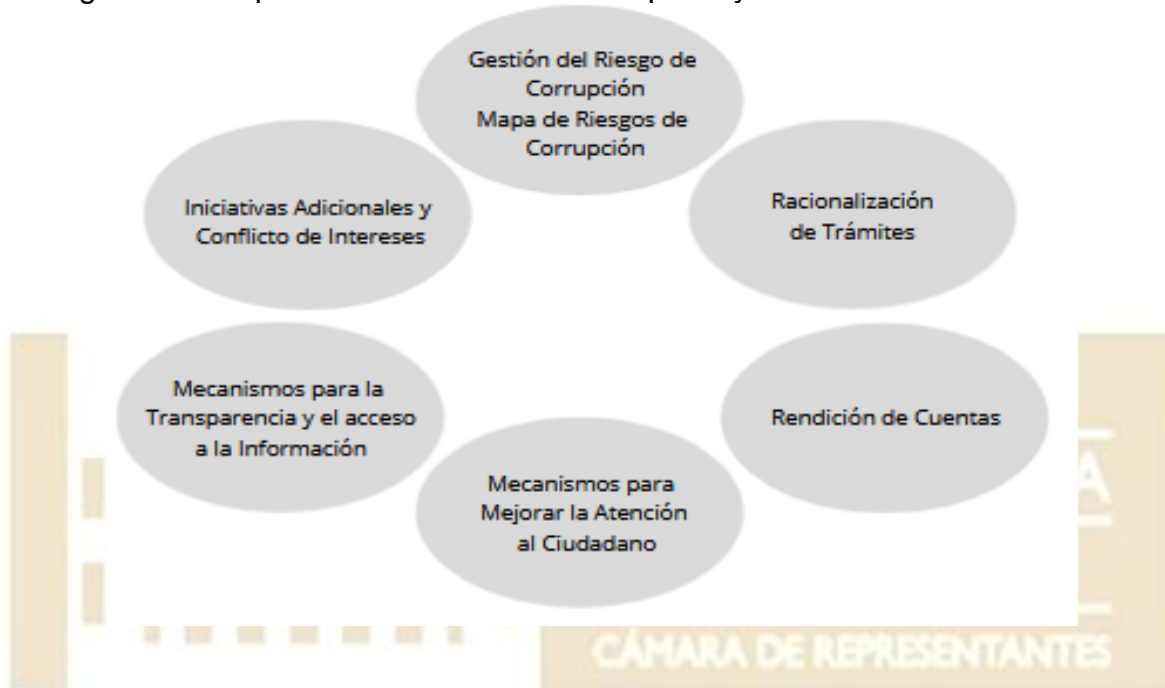 Gestión del Riesgo de
Corrupción
Mapa de Riesgos de
Corrupción
Racionalización
de Trámites
Rendición de Cuentas
Mecanismos para
Mejorar la Atención
al Ciudadano
Mecanismos para la
Transparencia y el acceso
a la Información
Iniciativas Adicionales y
Conflicto de Intereses
A
CÁMARA DE REPRESENTANTES